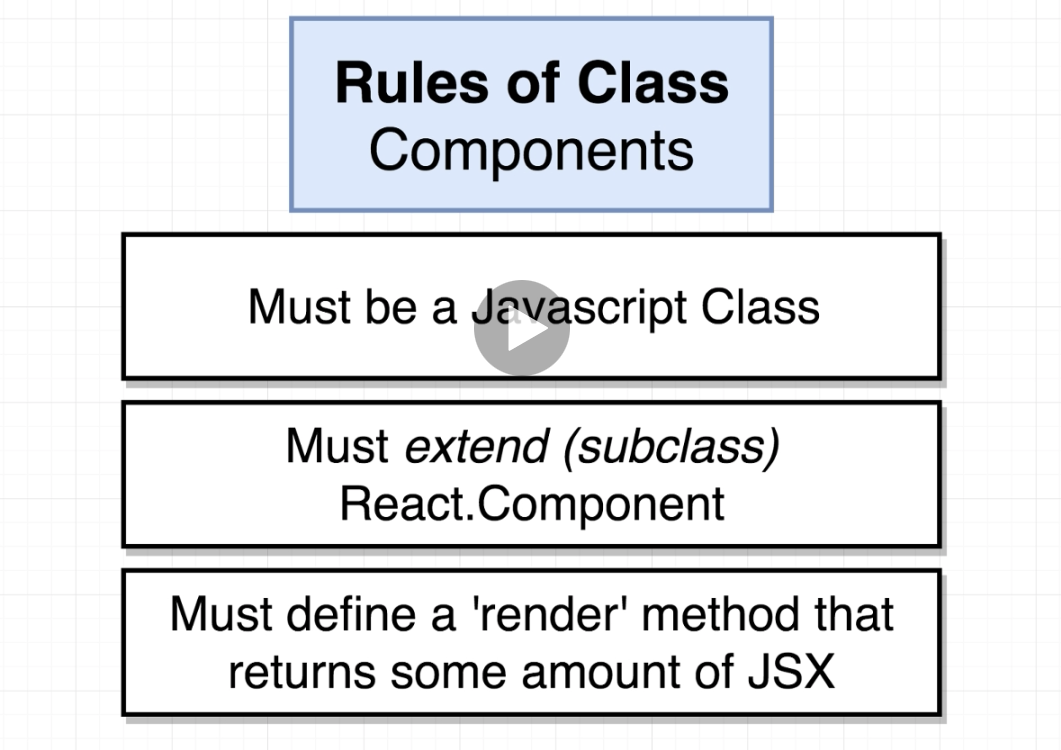 Rules of Class
Components
Must be a Javascript Class
Must extend (subclass)
React.Component
Must define a 'render' method that
returns some amount of JSX